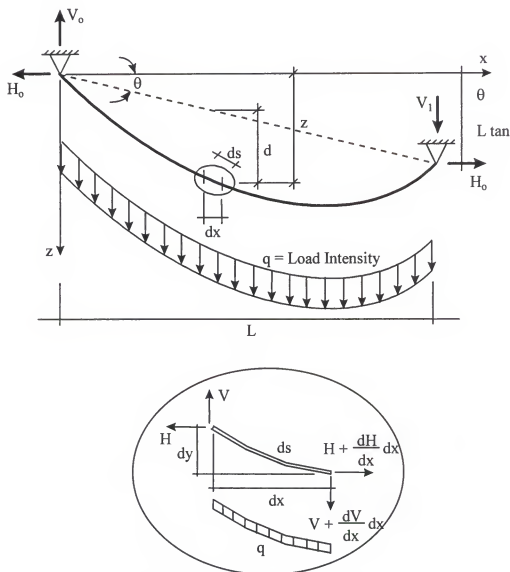 V₀
x
H₀
θ
θ
V₁
L tan
z
d
ds
H₀
dx
z
q = Load Intensity
L
V
H
ds
H + dH/dx dx
dy
dx
V + dV/dx dx
q